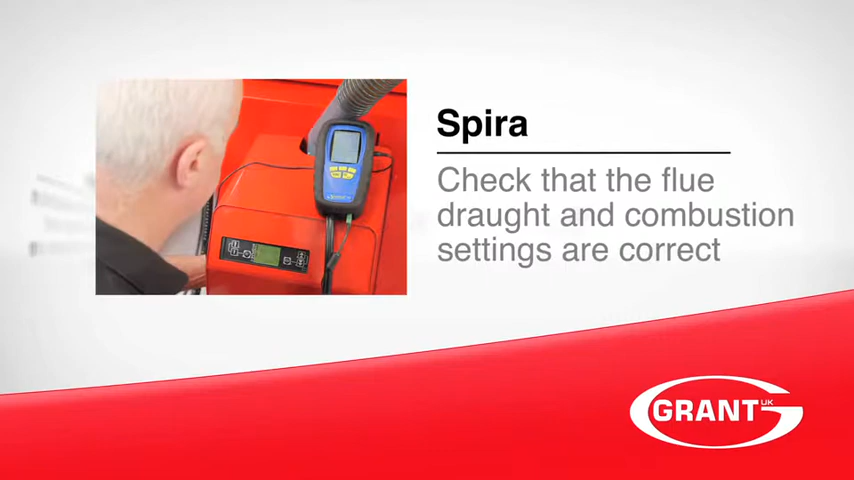 Spira
Check that the flue
draught and combustion
settings are correct
GRANT UK